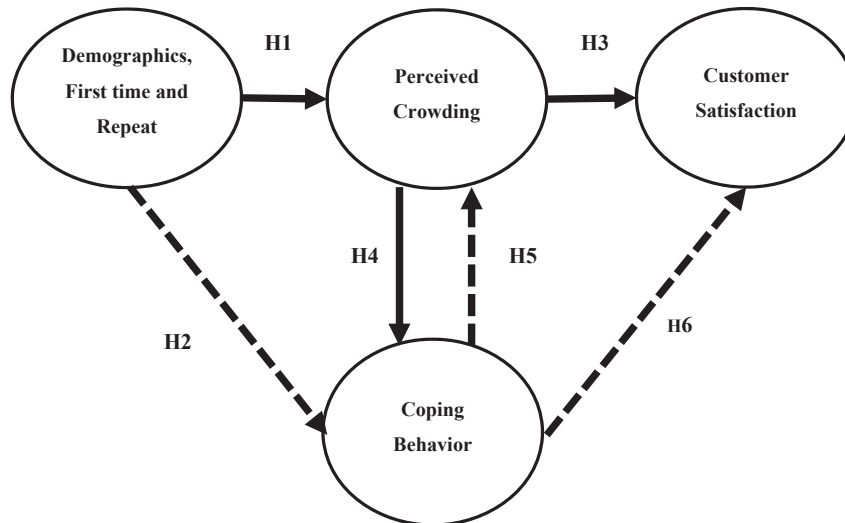 H1
H3
Demographics,
First time and
Repeat
Perceived
Crowding
Customer
Satisfaction
H4
H5
H2
H6
Coping
Behavior